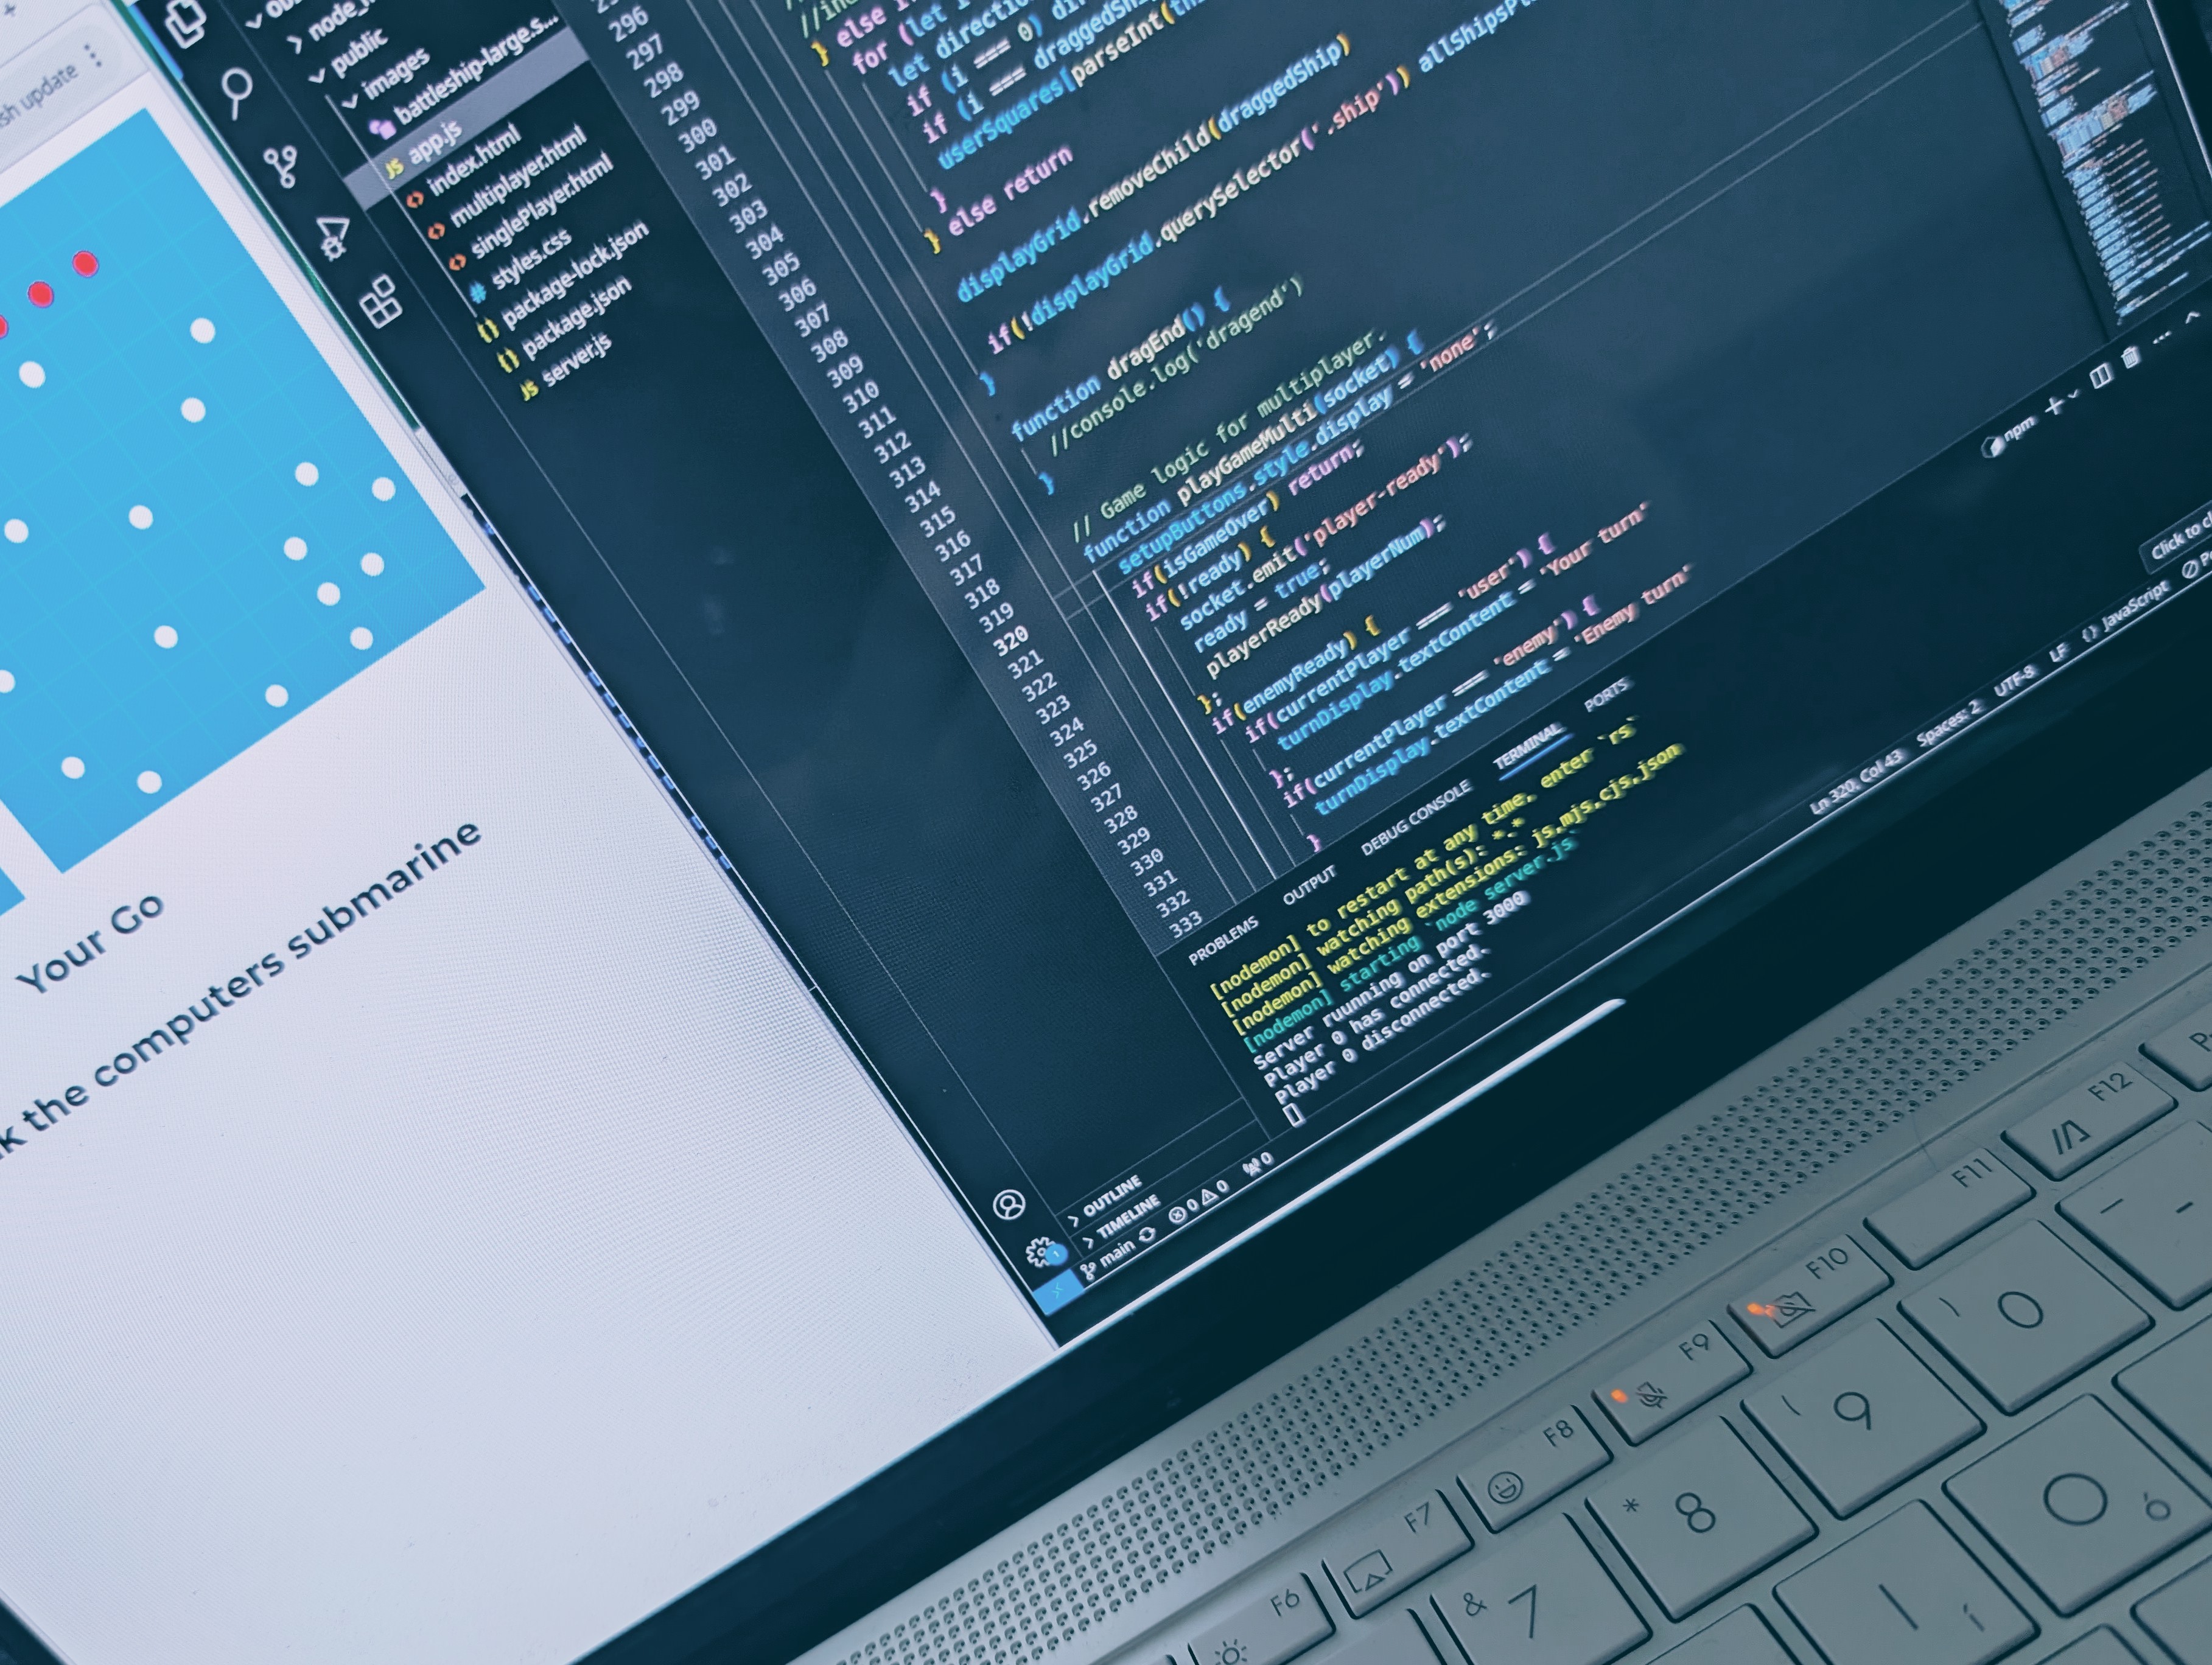 sh update
Your Go
k the computers submarine
public
images
battleship-large.s...
app.js
index.html
multiplayer.html
singlePlayer.html
styles.css
package-lock.json
package.json
server.js
296
297
298
299
300
301
302
303
304
305
306
307
308
309
310
311
312
313
314
315
316
317
318
319
320
321
322
323
324
325
326
327
328
329
330
331
332
333
} else
for (let
let direction
if (i === 0)
if (i === draggedSh
userSquares[parseInt(
}
} else return
displayGrid.removeChild(draggedShip)
if(!displayGrid.querySelector('.ship'))
}
function dragEnd() {
//console.log('dragend')
}
// Game logic for multiplayer.
function playGameMulti(socket) {
setupButtons.style.display = 'none';
if(isGameOver) return;
if(!ready) {
socket.emit('player-ready');
ready = true;
playerReady(playerNum);
};
if(enemyReady) {
if(currentPlayer === 'user') {
turnDisplay.textContent = 'Your turn'
};
if(currentPlayer === 'enemy') {
turnDisplay.textContent = 'Enemy turn'
}
PROBLEMS OUTPUT DEBUG CONSOLE TERMINAL PORTS
npm
[nodemon] to restart at any time, enter `rs`
[nodemon] watching path(s): *.*
[nodemon] watching extensions: js,mjs,cjs,json
[nodemon] starting `node server.js`
Server ruunning on port 3000
Player 0 has connected.
Player 0 disconnected.
Click to
OUTLINE
TIMELINE
main 0 0 0
Ln 320, Col 43 Spaces: 2 UTF-8 LF {} JavaScript
F6 F7 F8 F9 F10 F11 F12
& 7 * 8 ( 9 ) 0 _ -
I í O ó